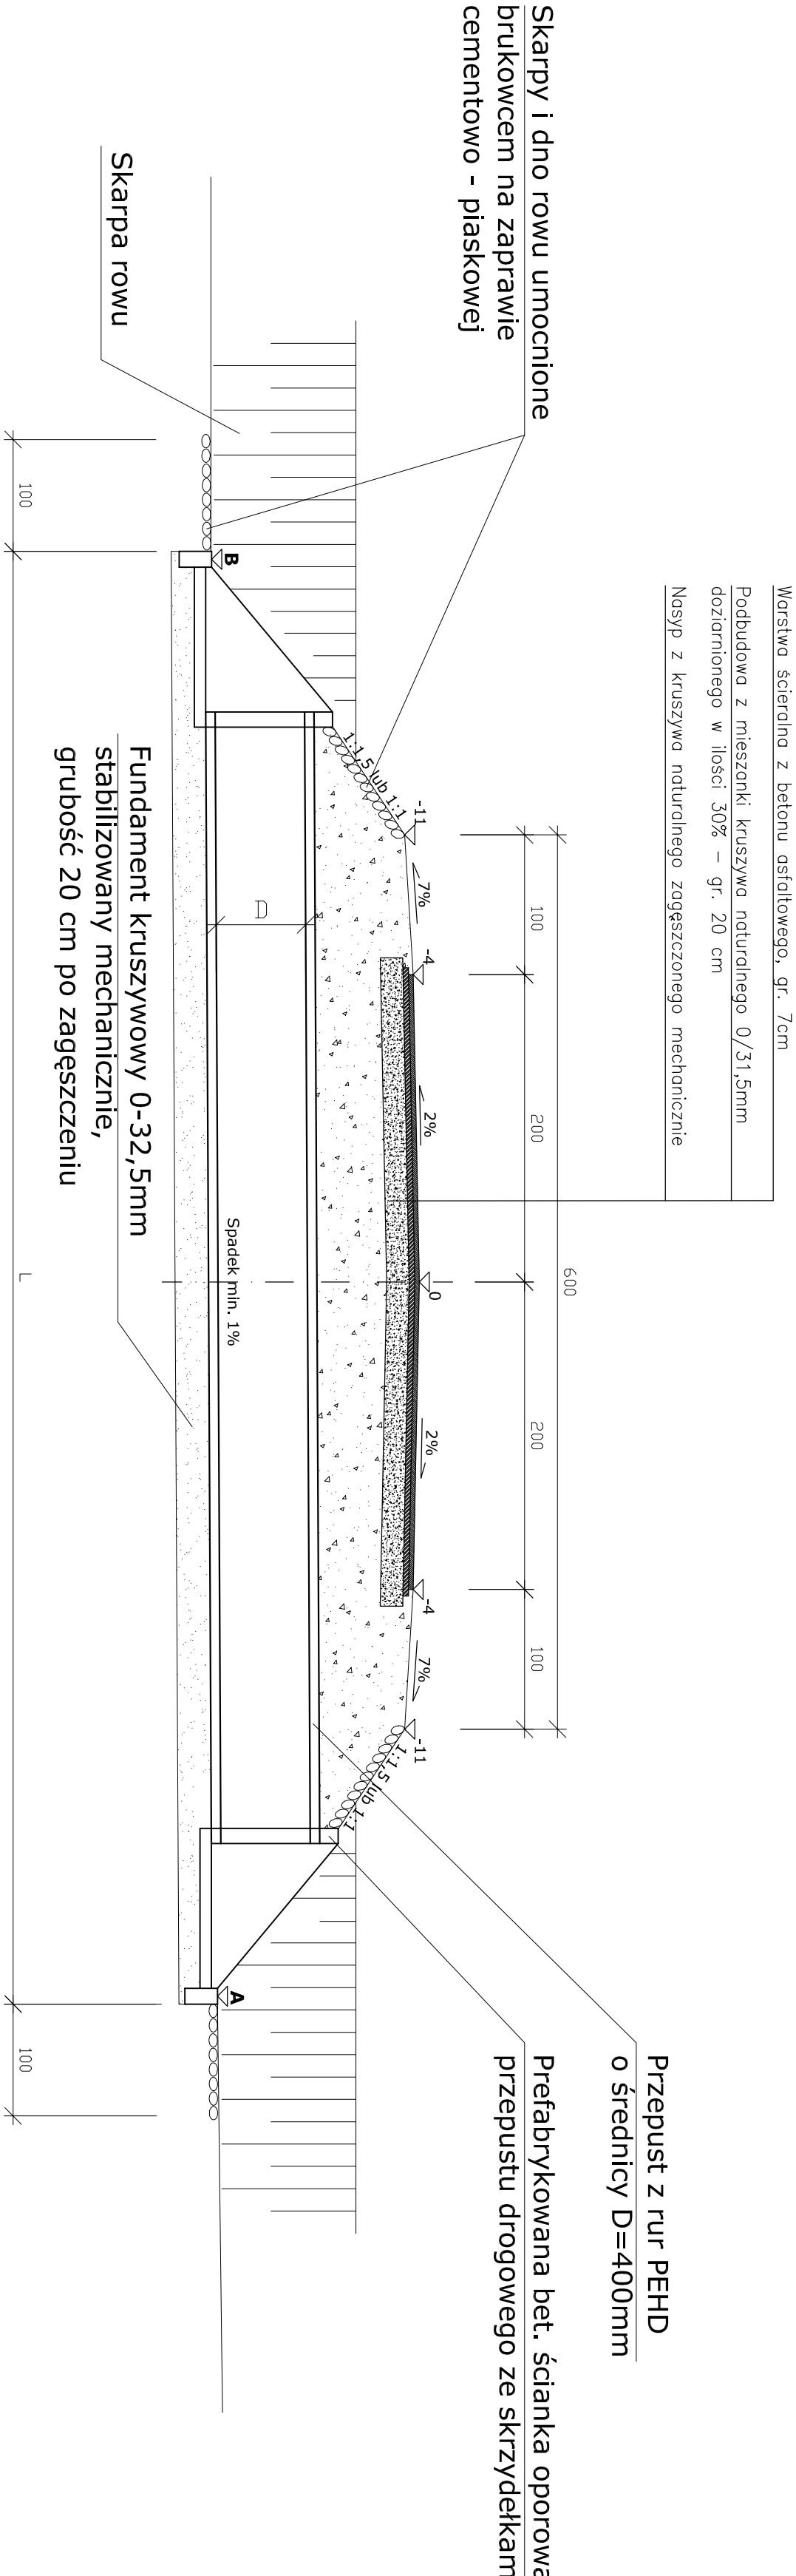 Warstwa ścieralna z betonu asfaltowego, gr. 7cm
Podbudowa z mieszanki kruszywa naturalnego 0/31,5mm
doziarnionego w ilości 30% - gr. 20 cm
Nasyp z kruszywa naturalnego zagęszczonego mechanicznie
Skarpy i dno rowu umocnione
brukowcem na zaprawie
cementowo - piaskowej
Przepust z rur PEHD
o średnicy D=400mm
Prefabrykowana bet. ścianka oporowa
przepustu drogowego ze skrzydełkam
600
100
200
200
100
-11
-4
0
-4
-11
7%
2%
2%
7%
1:1,5 lub 1:1
1:1,5 lub 1:1
D
Spadek min. 1%
B
A
Skarpa rowu
Fundament kruszywowy 0-32,5mm
stabilizowany mechanicznie,
grubość 20 cm po zagęszczeniu
100
L
100